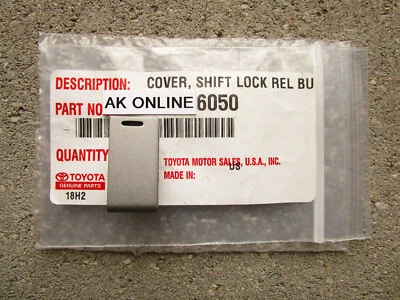 DESCRIPTION: COVER, SHIFT LOCK REL BU
PART NO AK ONLINE 6050
QUANTITY
TOYOTA TOYOTA MOTOR SALES, U.S.A., INC.
GENUINE PARTS MADE IN: US
18H2